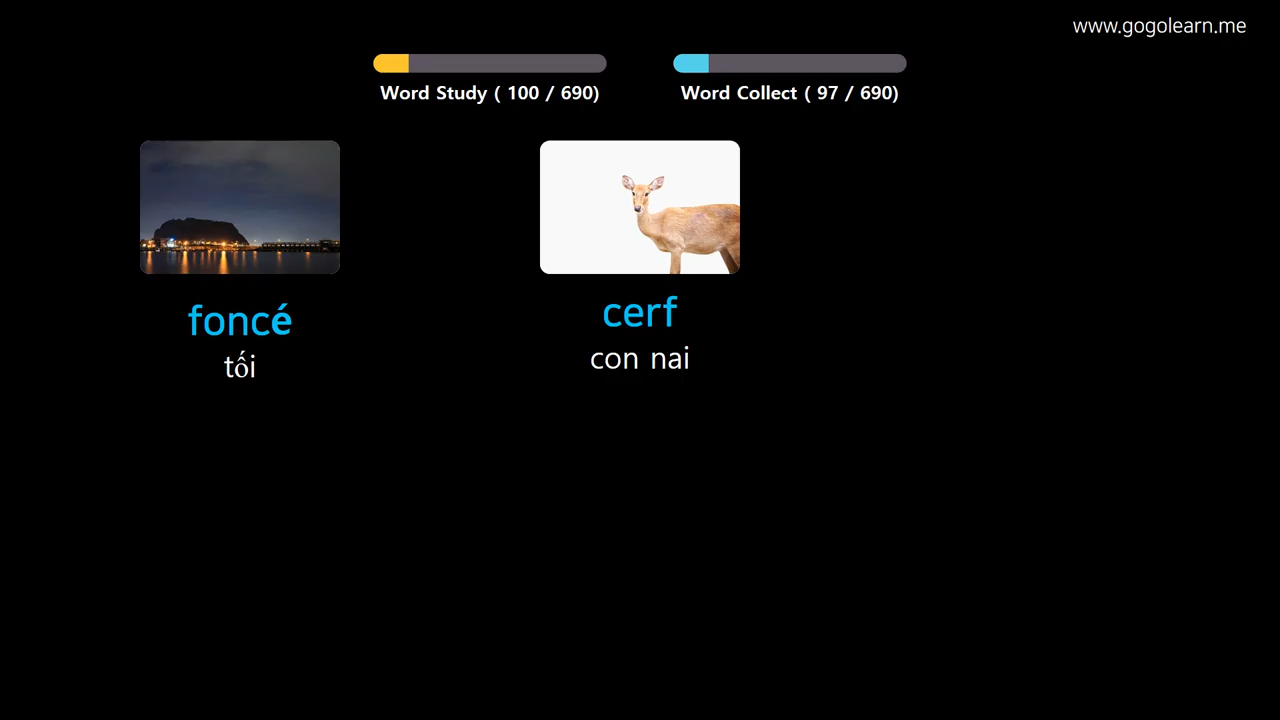 www.gogolearn.me
Word Study ( 100 / 690)
Word Collect ( 97 / 690)
foncé
tối
cerf
con nai